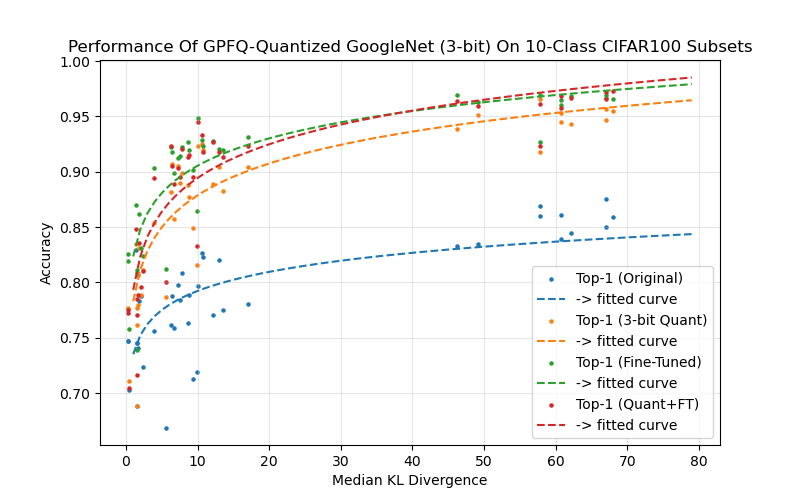 Performance Of GPFQ-Quantized GoogleNet (3-bit) On 10-Class CIFAR100 Subsets
1.00
0.95
0.90
0.85
0.80
0.75
0.70
Accuracy
Top-1 (Original)
-> fitted curve
Top-1 (3-bit Quant)
-> fitted curve
Top-1 (Fine-Tuned)
-> fitted curve
Top-1 (Quant+FT)
-> fitted curve
0 10 20 30 40 50 60 70 80
Median KL Divergence